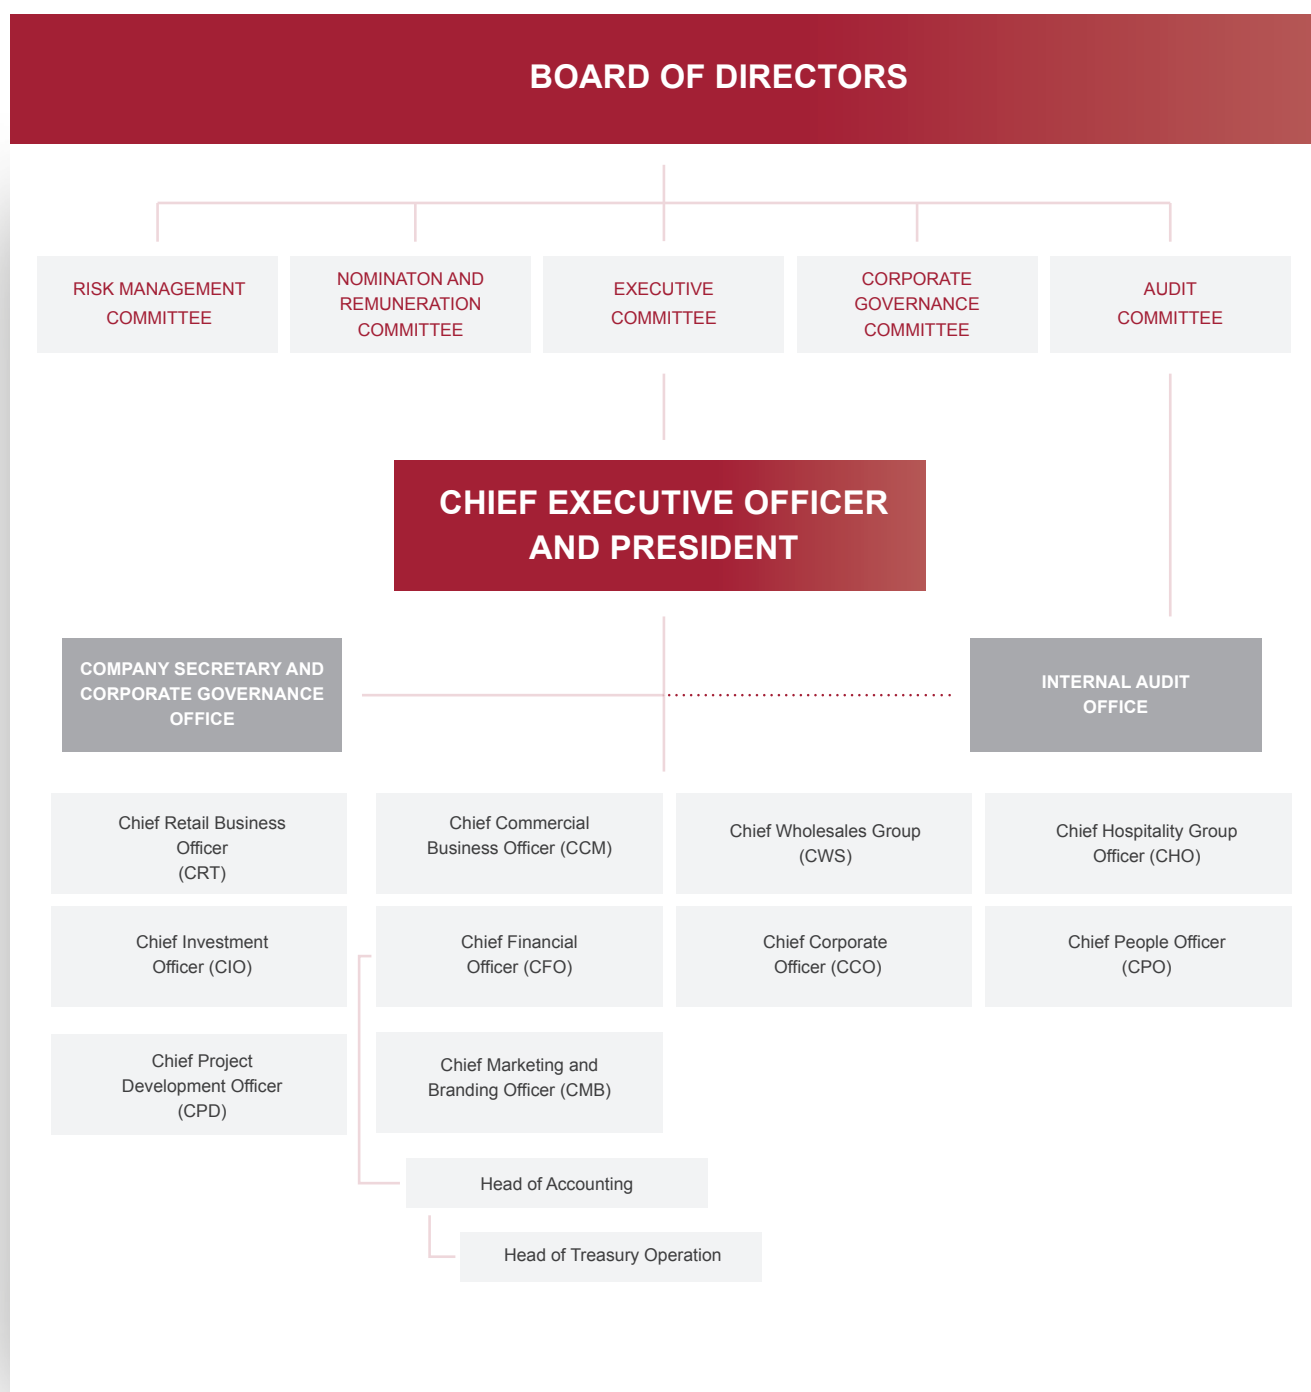 BOARD OF DIRECTORS
RISK MANAGEMENT
COMMITTEE
NOMINATON AND
REMUNERATION
COMMITTEE
EXECUTIVE
COMMITTEE
CORPORATE
GOVERNANCE
COMMITTEE
AUDIT
COMMITTEE
CHIEF EXECUTIVE OFFICER
AND PRESIDENT
COMPANY SECRETARY AND
CORPORATE GOVERNANCE
OFFICE
INTERNAL AUDIT
OFFICE
Chief Retail Business
Officer
(CRT)
Chief Commercial
Business Officer (CCM)
Chief Wholesales Group
(CWS)
Chief Hospitality Group
Officer (CHO)
Chief Investment
Officer (CIO)
Chief Financial
Officer (CFO)
Chief Corporate
Officer (CCO)
Chief People Officer
(CPO)
Chief Project
Development Officer
(CPD)
Chief Marketing and
Branding Officer (CMB)
Head of Accounting
Head of Treasury Operation